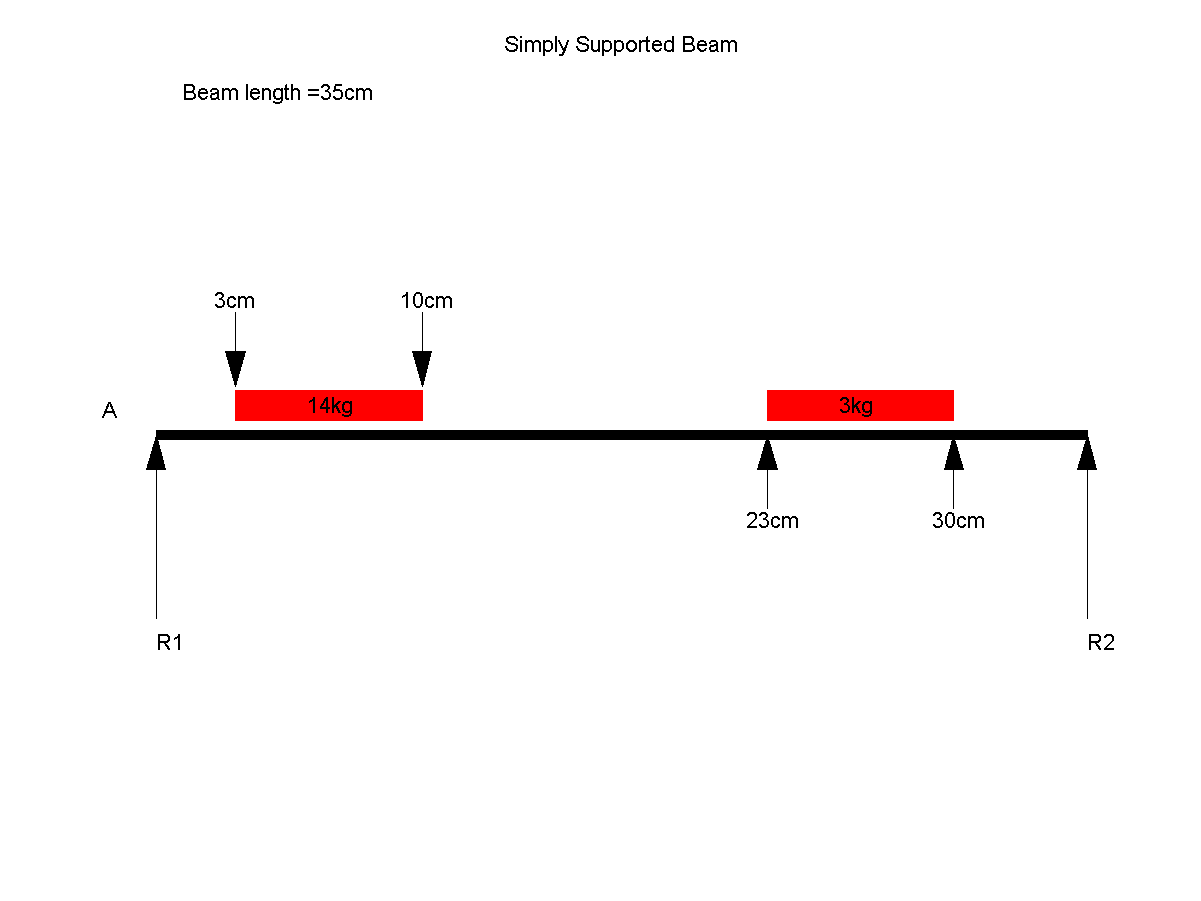 Simply Supported Beam
Beam length =35cm
3cm
10cm
A
14kg
3kg
23cm
30cm
R1
R2